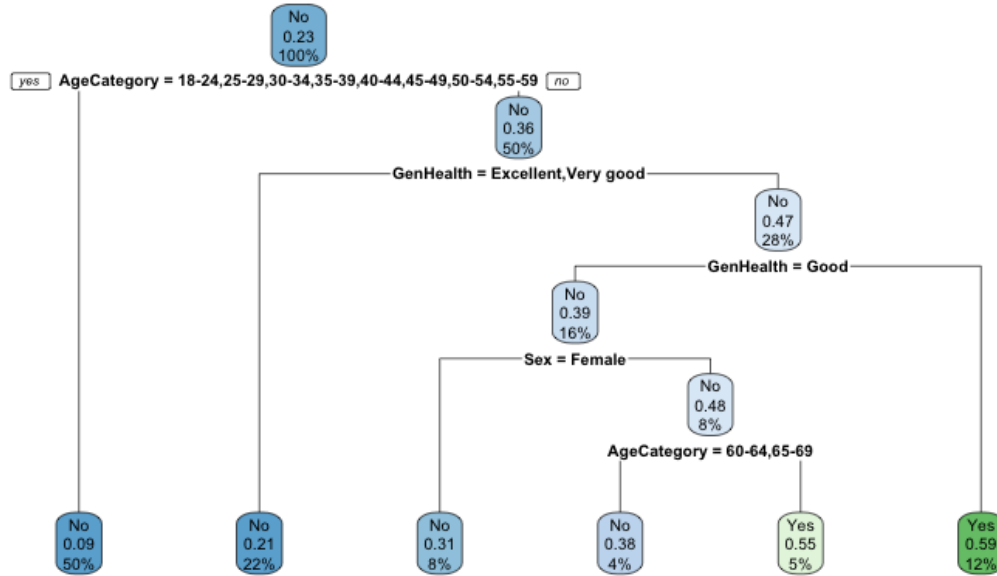 No
0.23
100%
yes AgeCategory = 18-24,25-29,30-34,35-39,40-44,45-49,50-54,55-59 no
No
0.36
50%
GenHealth = Excellent,Very good
No
0.47
28%
GenHealth = Good
No
0.39
16%
Sex = Female
No
0.48
8%
AgeCategory = 60-64,65-69
No
0.09
50%
No
0.21
22%
No
0.31
8%
No
0.38
4%
Yes
0.55
5%
Yes
0.59
12%